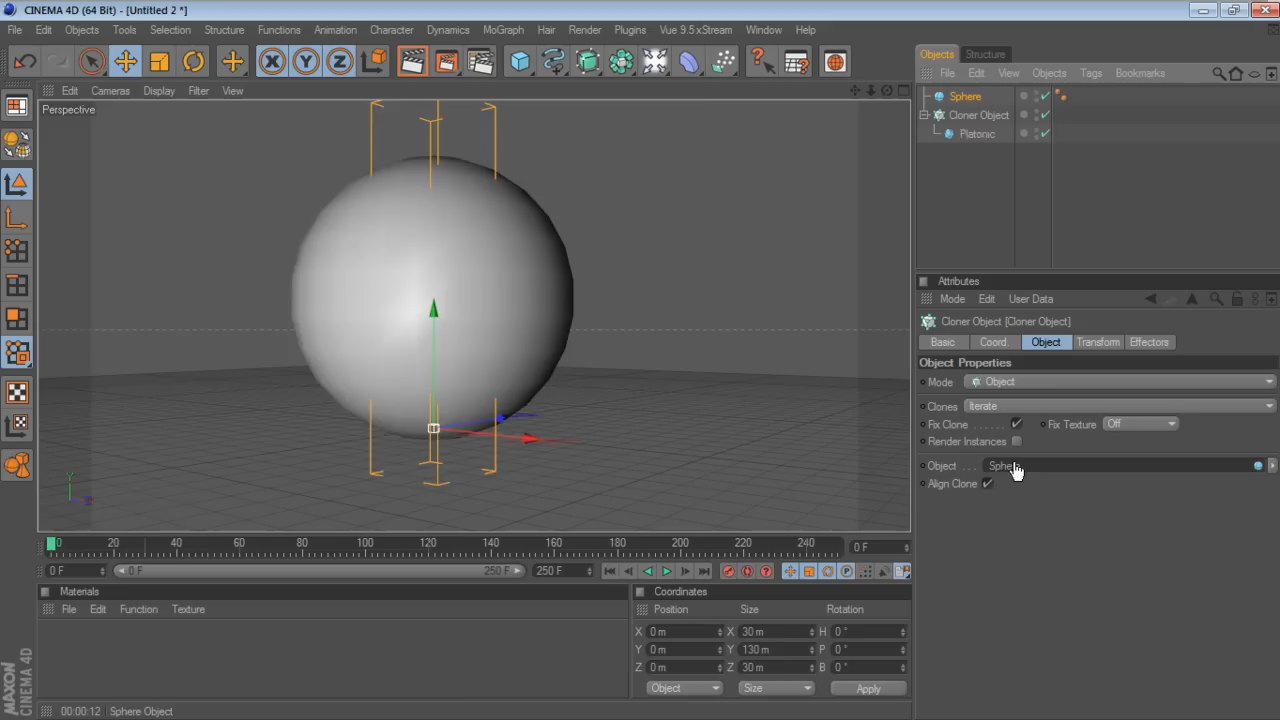 CINEMA 4D (64 Bit) - [Untitled 2 *]
File Edit Objects Tools Selection Structure Functions Animation Character Dynamics MoGraph Hair Render Plugins Vue 9.5 xStream Window Help
Objects Structure
File Edit View Objects Tags Bookmarks
Edit Cameras Display Filter View
Perspective
Sphere
Cloner Object
Platonic
Attributes
Mode Edit User Data
Cloner Object [Cloner Object]
Basic Coord. Object Transform Effectors
Object Properties
Mode Object
Clones Iterate
Fix Clone . . . . . . Fix Texture Off
Render Instances
Object . . .
Align Clone
Y
0 20 40 60 80 100 120 140 160 180 200 220 240 0 F
0 F 0 F 250 F 250 F
Materials
File Edit Function Texture
Coordinates
Position Size Rotation
X 0 m X 30 m H 0 °
Y 0 m Y 130 m P 0 °
Z 0 m Z 30 m B 0 °
Object Size Apply
MAXON
CINEMA 4D
00:00:12 Sphere Object